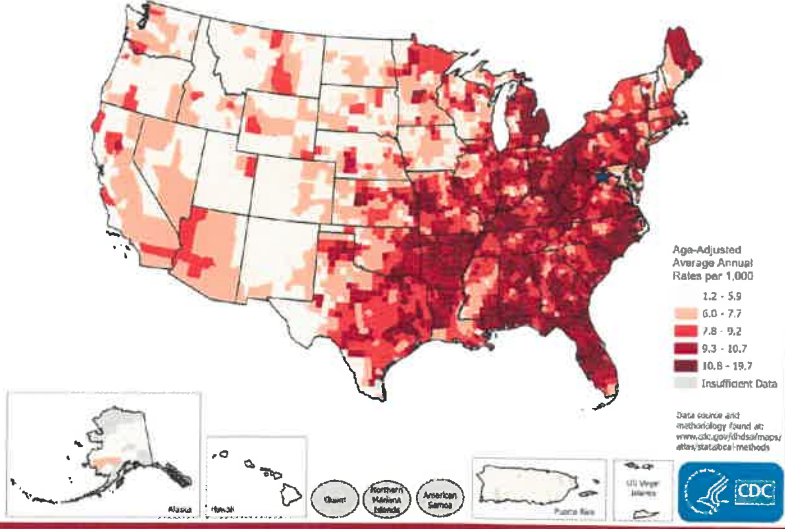 Age-Adjusted
Average Annual
Rates per 1,000
1.2 - 5.9
6.0 - 7.7
7.8 - 9.2
9.3 - 10.7
10.8 - 19.7
Insufficient Data
Data source and
methodology found at:
www.cdc.gov/dhdsp/maps/
atlas/statistical-methods
Alaska
Hawaii
Guam
Northern
Mariana
Islands
American
Samoa
Puerto Rico
US Virgin
Islands
CDC